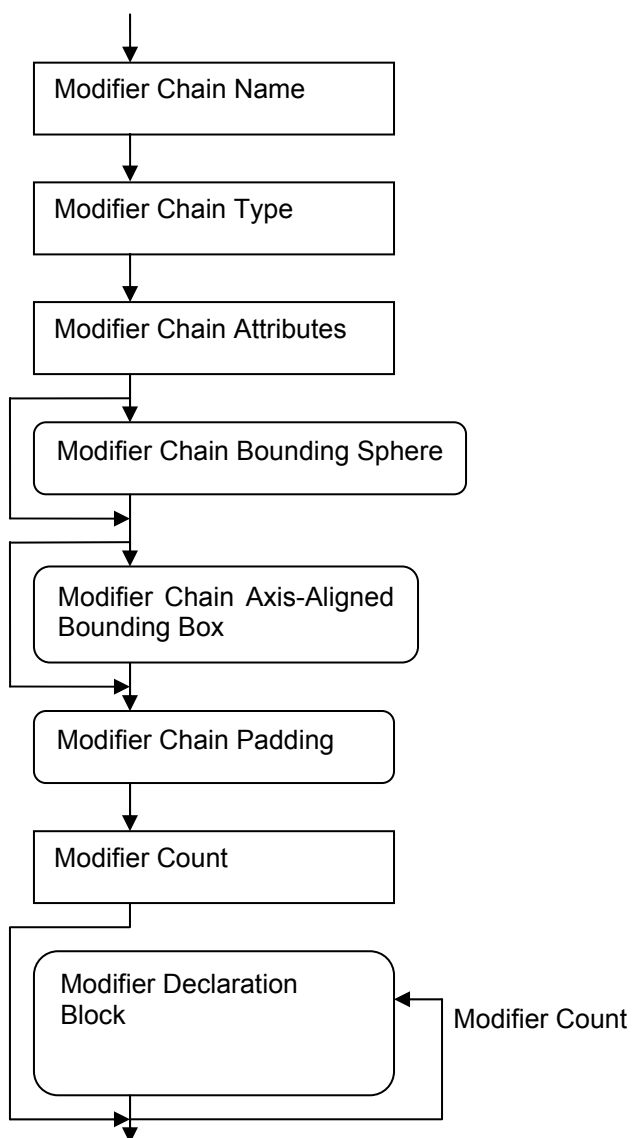 Modifier Chain Name
Modifier Chain Type
Modifier Chain Attributes
Modifier Chain Bounding Sphere
Modifier Chain Axis-Aligned
Bounding Box
Modifier Chain Padding
Modifier Count
Modifier Declaration
Block
Modifier Count